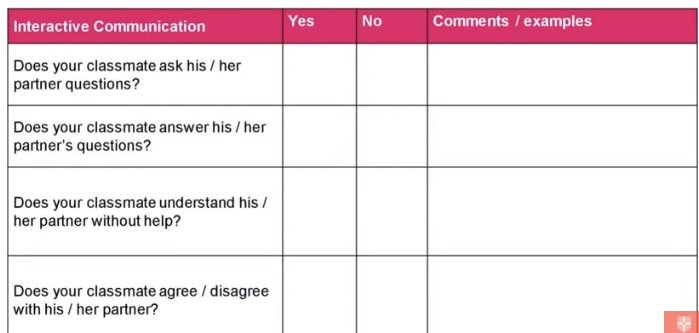 Interactive Communication Yes No Comments / examples
Does your classmate ask his / her
partner questions?
Does your classmate answer his / her
partner's questions?
Does your classmate understand his /
her partner without help?
Does your classmate agree / disagree
with his / her partner?